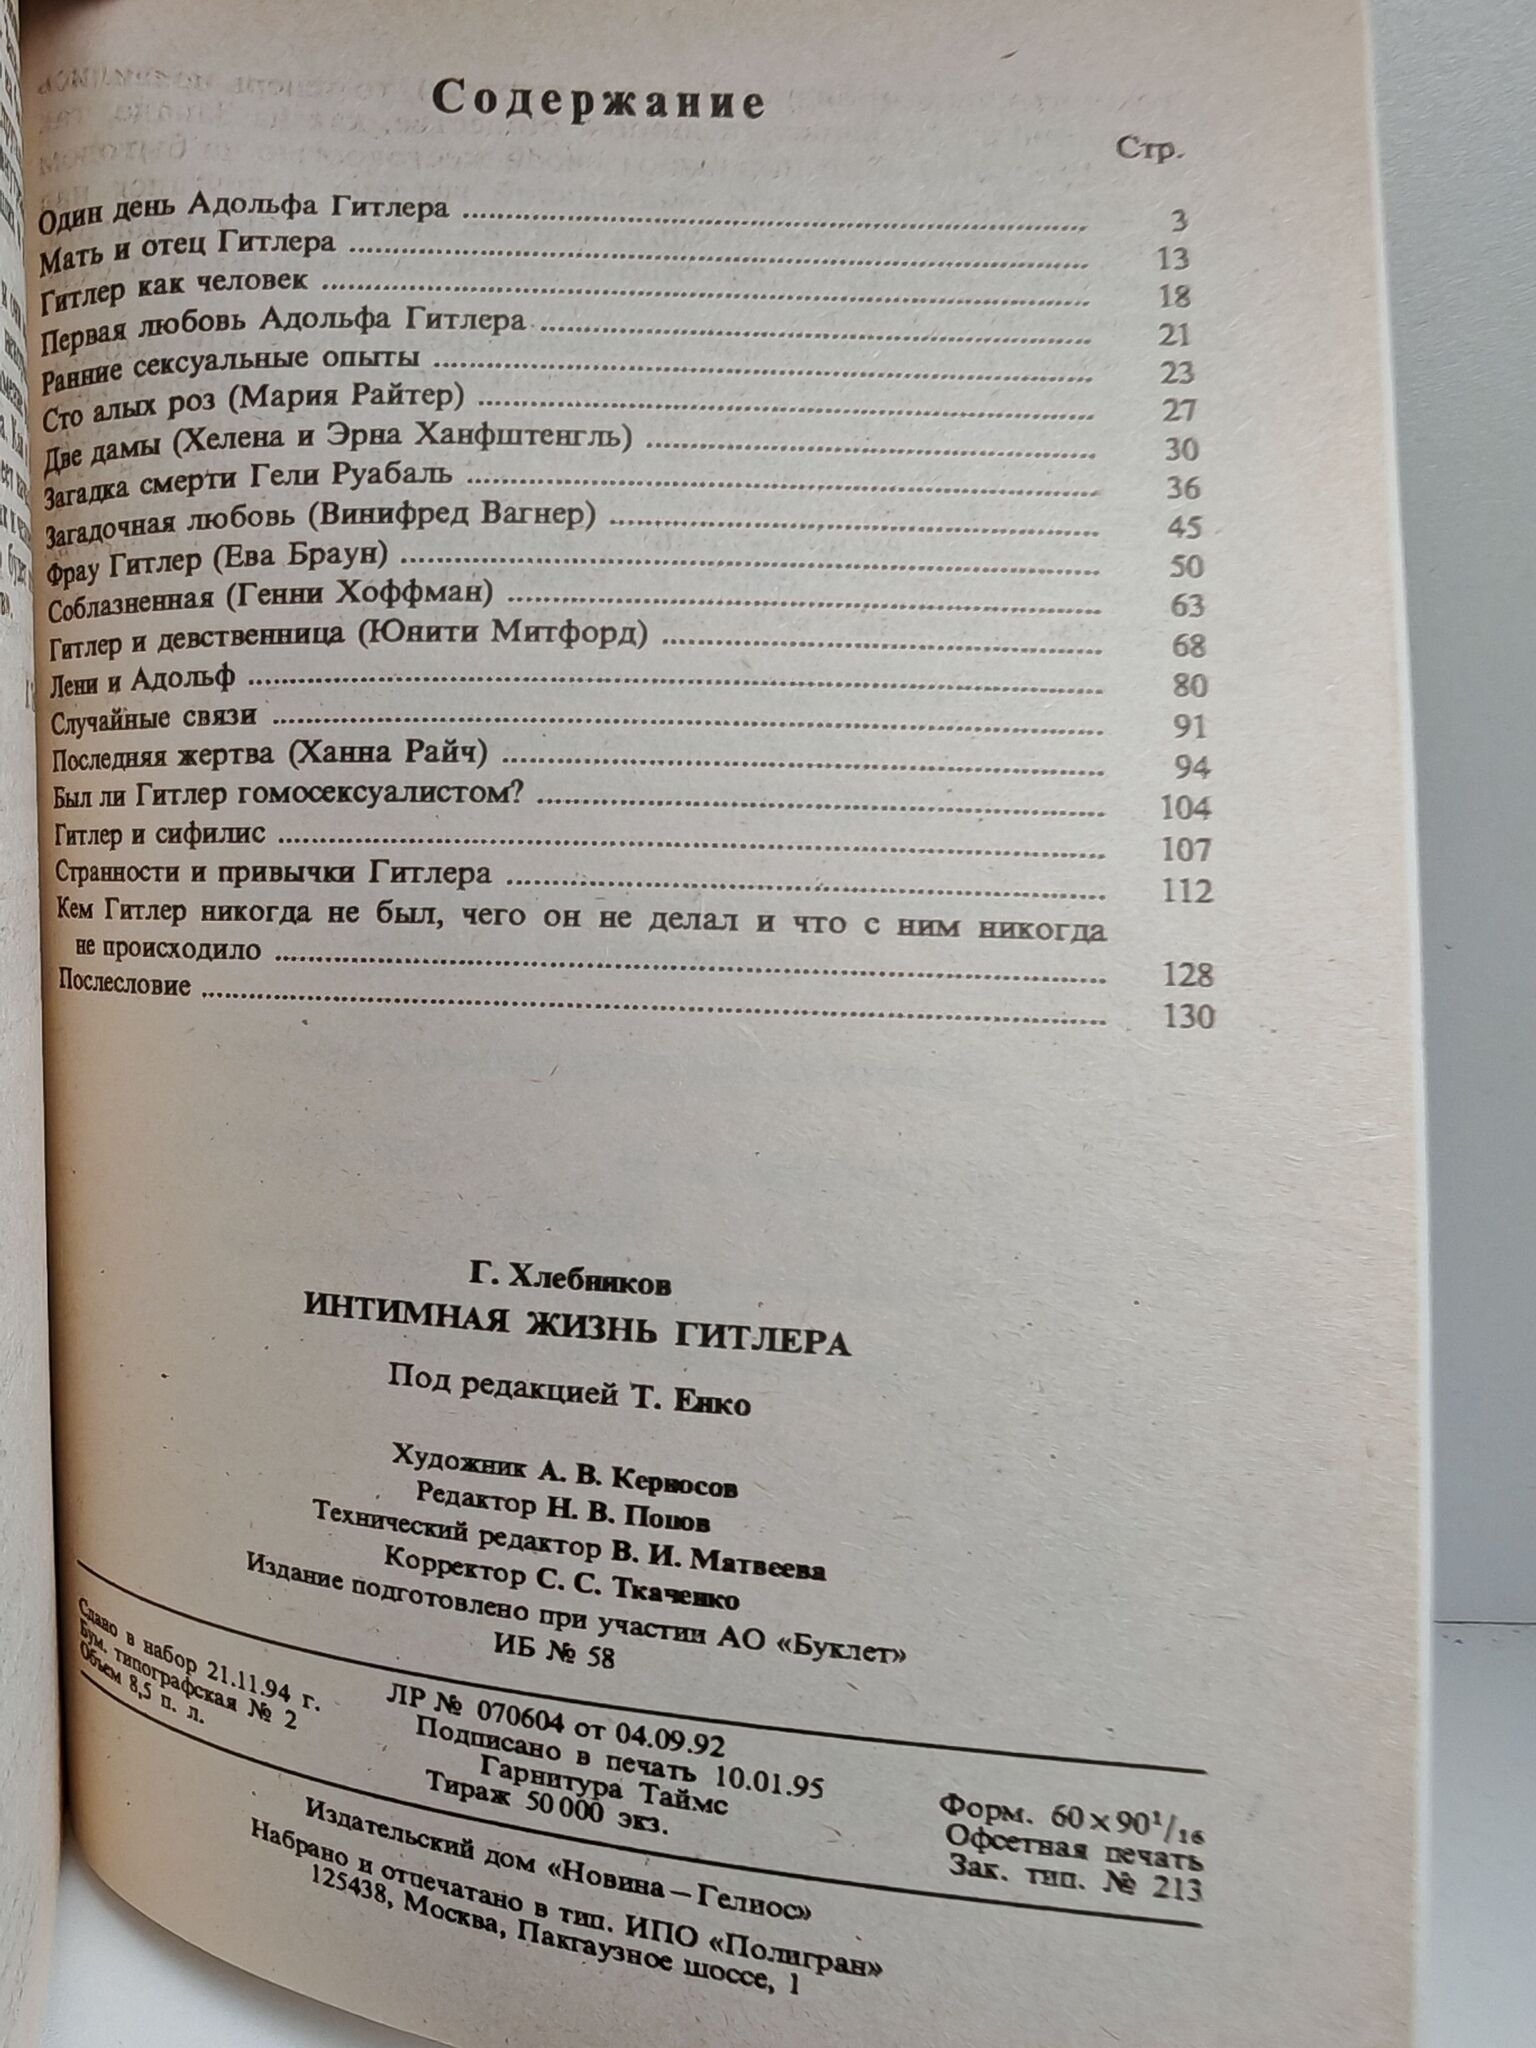 Содержание
Стр.
Один день Адольфа Гитлера ........ 3
Мать и отец Гитлера ........ 13
Гитлер как человек ........ 18
Первая любовь Адольфа Гитлера ........ 21
Ранние сексуальные опыты ........ 23
Сто алых роз (Мария Райтер) ........ 27
Две дамы (Хелена и Эрна Ханфштенгль) ........ 30
Загадка смерти Гели Руабаль ........ 36
Загадочная любовь (Винифред Вагнер) ........ 45
Фрау Гитлер (Ева Браун) ........ 50
Соблазненная (Генни Хоффман) ........ 63
Гитлер и девственница (Юнити Митфорд) ........ 68
Лени и Адольф ........ 80
Случайные связи ........ 91
Последняя жертва (Ханна Райч) ........ 94
Был ли Гитлер гомосексуалистом? ........ 104
Гитлер и сифилис ........ 107
Странности и привычки Гитлера ........ 112
Кем Гитлер никогда не был, чего он не делал и что с ним никогда
не происходило ........ 128
Послесловие ........ 130
Г. Хлебников
ИНТИМНАЯ ЖИЗНЬ ГИТЛЕРА
Под редакцией Т. Енко
Художник А. В. Кервосов
Редактор Н. В. Попов
Технический редактор В. И. Матвеева
Корректор С. С. Ткаченко
Издание подготовлено при участии АО «Буклет»
ИБ № 58
ЛР № 070604 от 04.09.92
Сдано в набор 21.11.94 г. Подписано в печать 10.01.95 Форм. 60×90¹/₁₆
Бум. типографская № 2 Гарнитура Таймс Офсетная печать
Объем 8,5 п. л. Тираж 50 000 экз. Зак. тип. № 213
Издательский дом «Новина – Гелиос»
Набрано и отпечатано в тип. ИПО «Полигран»
125438, Москва, Пакгаузное шоссе, 1